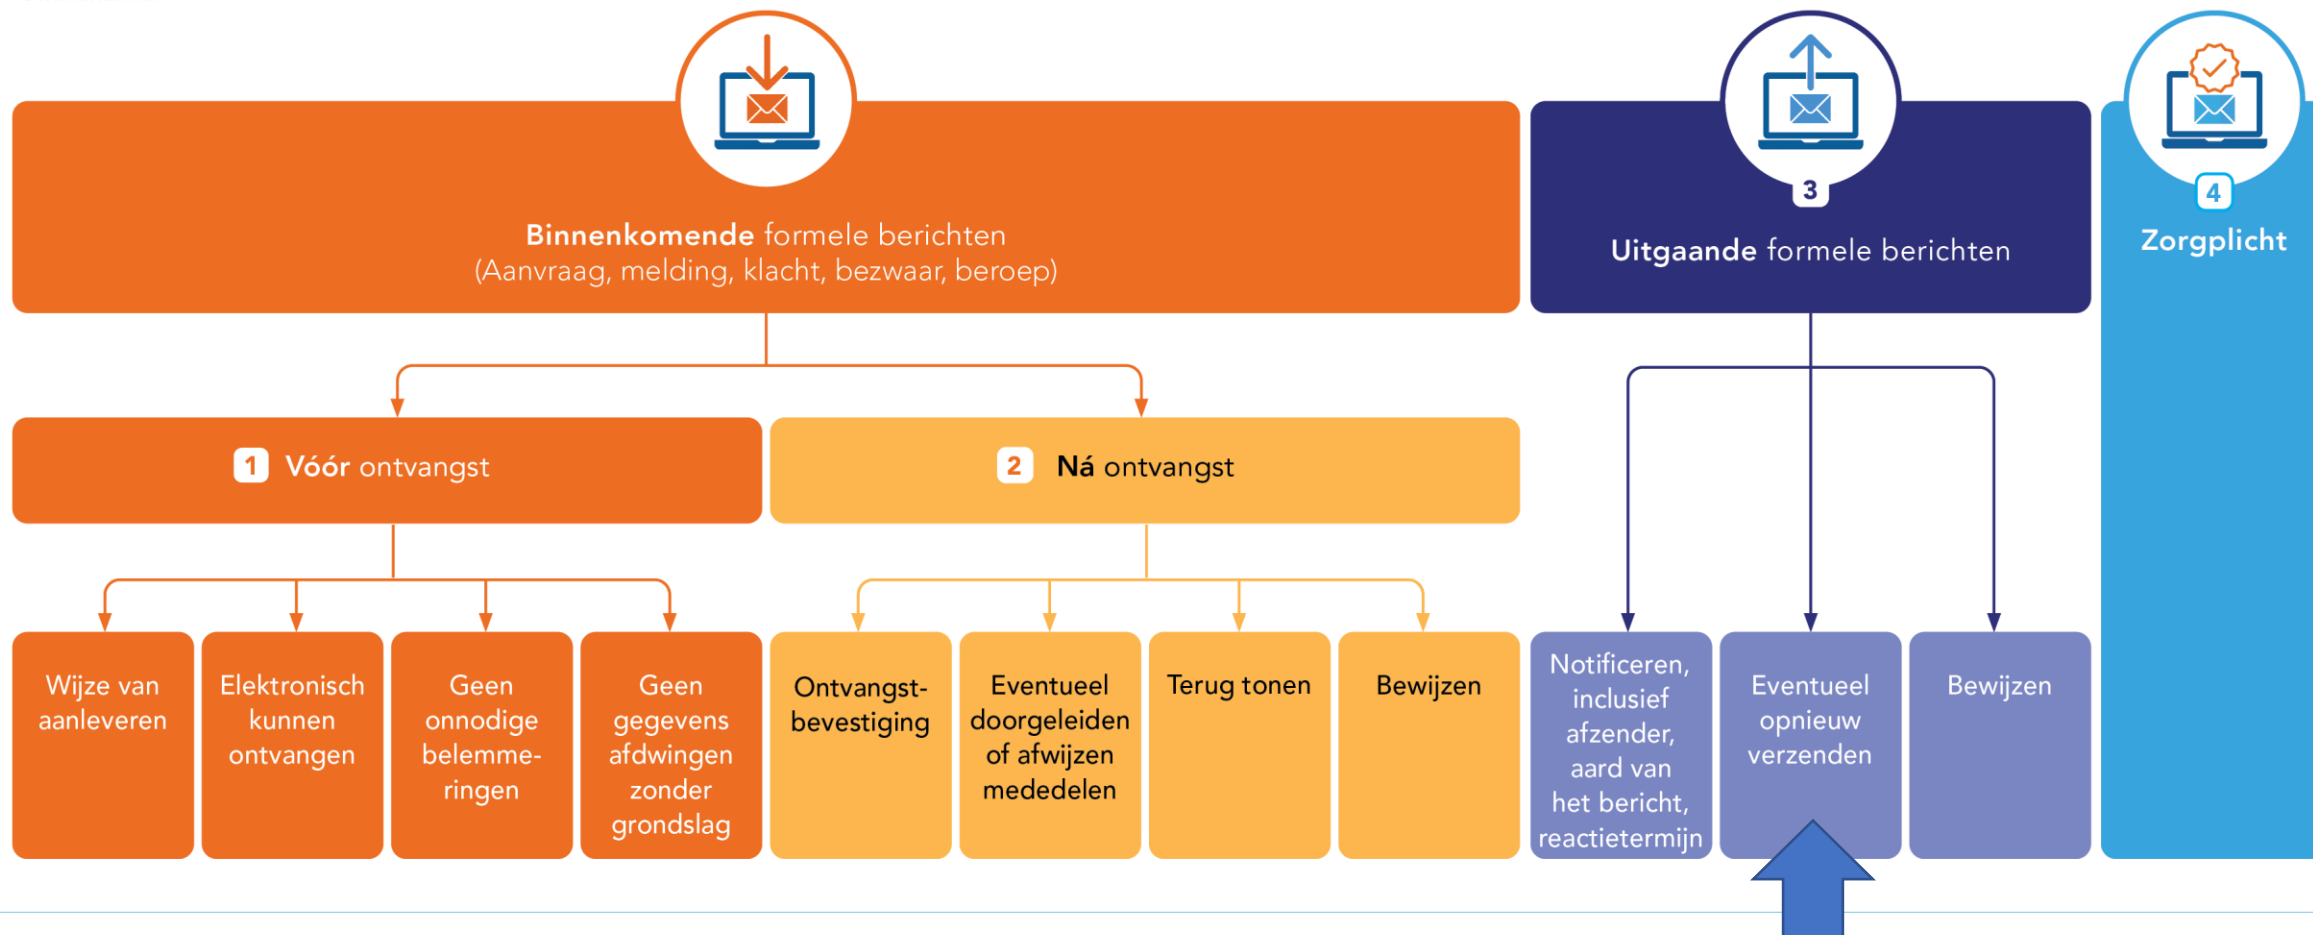 Binnenkomende formele berichten
(Aanvraag, melding, klacht, bezwaar, beroep)
3
Uitgaande formele berichten
4
Zorgplicht
1 Vóór ontvangst
2 Ná ontvangst
Wijze van
aanleveren
Elektronisch
kunnen
ontvangen
Geen
onnodige
belemme-
ringen
Geen
gegevens
afdwingen
zonder
grondslag
Ontvangst-
bevestiging
Eventueel
doorgeleiden
of afwijzen
mededelen
Terug tonen
Bewijzen
Notificeren,
inclusief
afzender,
aard van
het bericht,
reactietermijn
Eventueel
opnieuw
verzenden
Bewijzen